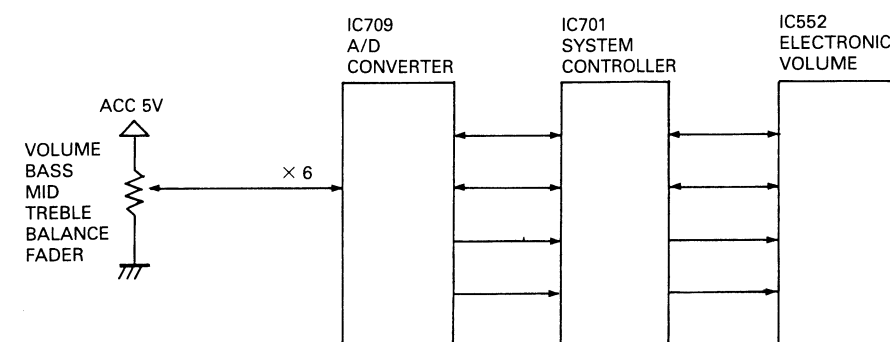 IC709
A/D
CONVERTER
IC701
SYSTEM
CONTROLLER
IC552
ELECTRONIC
VOLUME
ACC 5V
VOLUME
BASS
MID
TREBLE
BALANCE
FADER
× 6